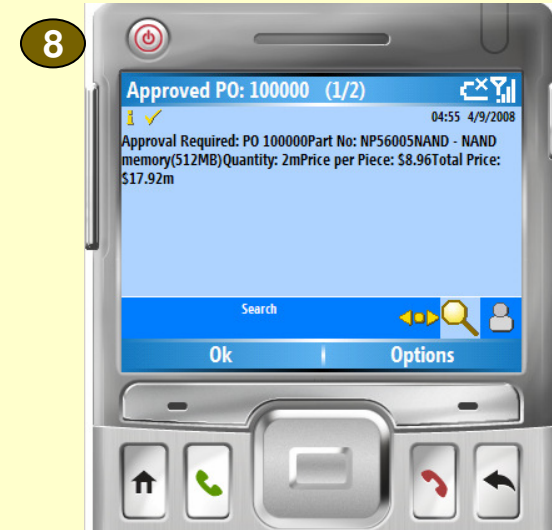 8
Approved PO: 100000 (1/2)
04:55 4/9/2008
Approval Required: PO 100000Part No: NP56005NAND - NAND
memory(512MB)Quantity: 2mPrice per Piece: $8.96Total Price:
$17.92m
Search
Ok
Options